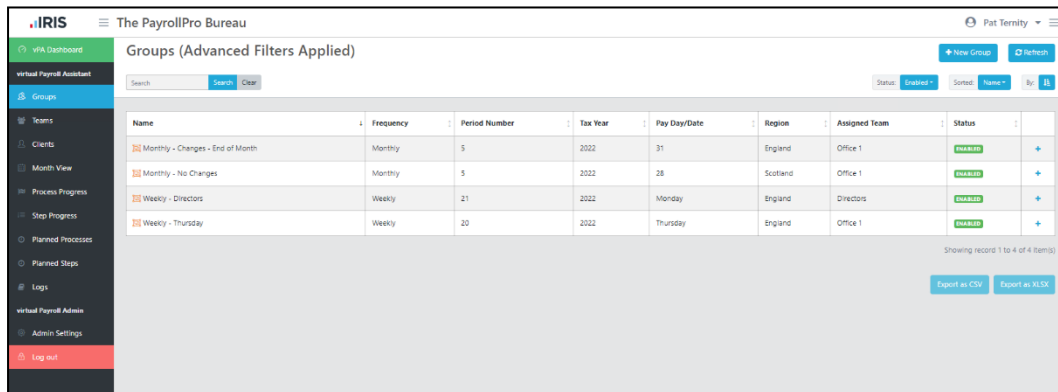 IRIS The PayrollPro Bureau Pat Ternity
vPA Dashboard
virtual Payroll Assistant
Groups
Teams
Clients
Month View
Process Progress
Step Progress
Planned Processes
Planned Steps
Logs
virtual Payroll Admin
Admin Settings
Log out
Groups (Advanced Filters Applied)
+ New Group Refresh
Search Search Clear Status: Enabled Sorted: Name By:
Name Frequency Period Number Tax Year Pay Day/Date Region Assigned Team Status
Monthly - Changes - End of Month Monthly 5 2022 31 England Office 1 ENABLED +
Monthly - No Changes Monthly 5 2022 28 Scotland Office 1 ENABLED +
Weekly - Directors Weekly 21 2022 Monday England Directors ENABLED +
Weekly - Thursday Weekly 20 2022 Thursday England Office 1 ENABLED +
Showing record 1 to 4 of 4 item(s)
Export as CSV Export as XLSX